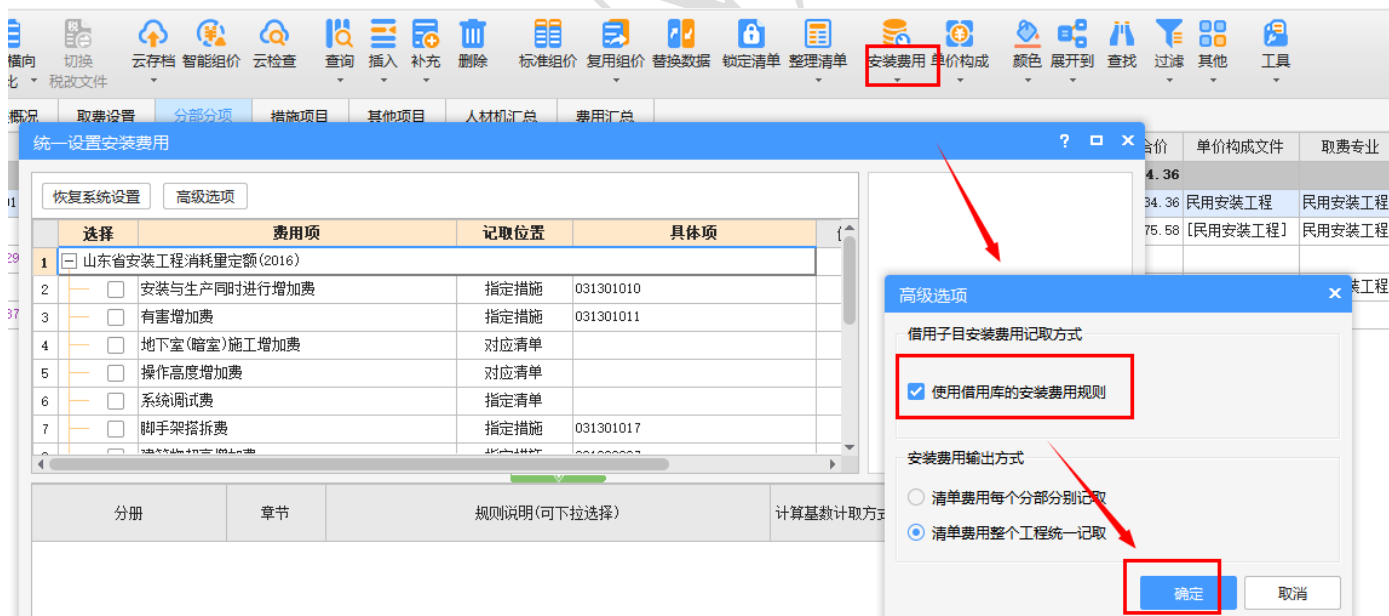 横向 切换 云存档 智能组价 云检查 查询 插入 补充 删除 标准组价 复用组价 替换数据 锁定清单 整理清单 安装费用 单价构成 颜色 展开到 查找 过滤 其他 工具
税改文件
概况 取费设置 分部分项 措施项目 其他项目 人材机汇总 费用汇总
统一设置安装费用
单价构成文件 取费专业
4.36
恢复系统设置 高级选项
34.36 民用安装工程 民用安装工程
选择 费用项 记取位置 具体项
75.58 [民用安装工程] 民用安装工程
1 山东省安装工程消耗量定额(2016)
2 安装与生产同时进行增加费 指定措施 031301010
3 有害增加费 指定措施 031301011
4 地下室(暗室)施工增加费 对应清单
5 操作高度增加费 对应清单
6 系统调试费 指定清单
7 脚手架搭拆费 指定措施 031301017
分册 章节 规则说明(可下拉选择) 计算基数计取方式
高级选项
借用子目安装费用记取方式
使用借用库的安装费用规则
安装费用输出方式
清单费用每个分部分别记取
清单费用整个工程统一记取
确定 取消